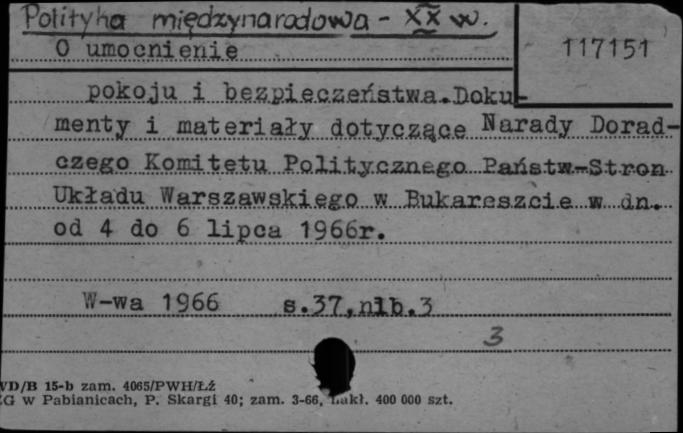 Polityka międzynarodowa - XX w.
O umocnienie
117151
pokoju i bezpieczeństwa.Doku-
menty i materiały dotyczące Narady Dorad-
czego Komitetu Politycznego Państw-Stron
Układu Warszawskiego w Bukareszcie w dn.
od 4 do 6 lipca 1966r.
W-wa 1966 s.37,nlb.3
3
VD/B 15-b zam. 4065/PWH/Łź
G w Pabianicach, P. Skargi 40; zam. 3-66, nakł. 400 000 szt.